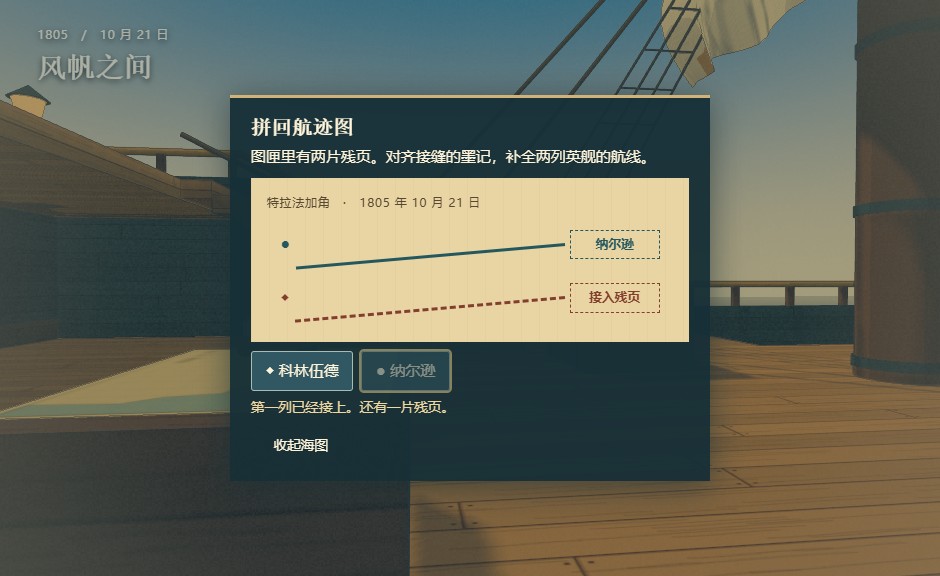 1805 / 10 月 21 日
风帆之间
拼回航迹图
图匣里有两片残页。对齐接缝的墨记，补全两列英舰的航线。
特拉法加角 · 1805 年 10 月 21 日
● 纳尔逊
◆ 接入残页
◆ 科林伍德 ● 纳尔逊
第一列已经接上。还有一片残页。
收起海图